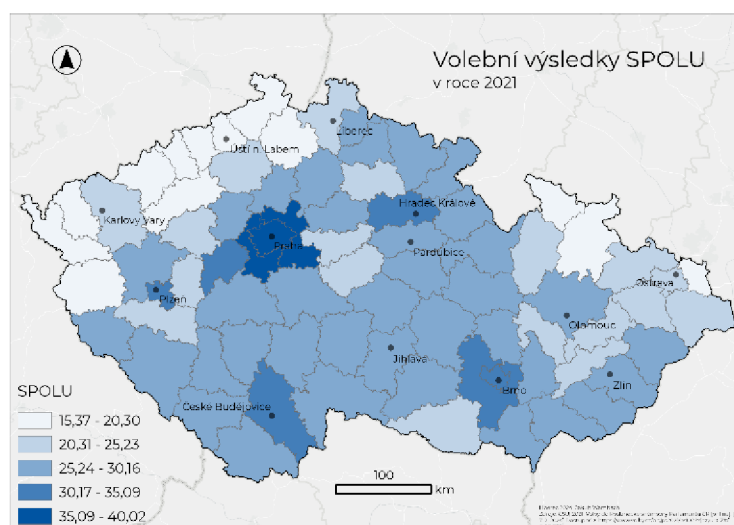 Volební výsledky SPOLU
v roce 2021
Liberec
Ústí n. Labem
Karlovy Vary
Hradec Králové
Praha
Pardubice
Plzeň
Ostrava
Olomouc
Jihlava
Zlín
Brno
České Budějovice
SPOLU
15,37 - 20,30
20,31 - 25,23
25,24 - 30,16
30,17 - 35,09
35,09 - 40,02
100
km